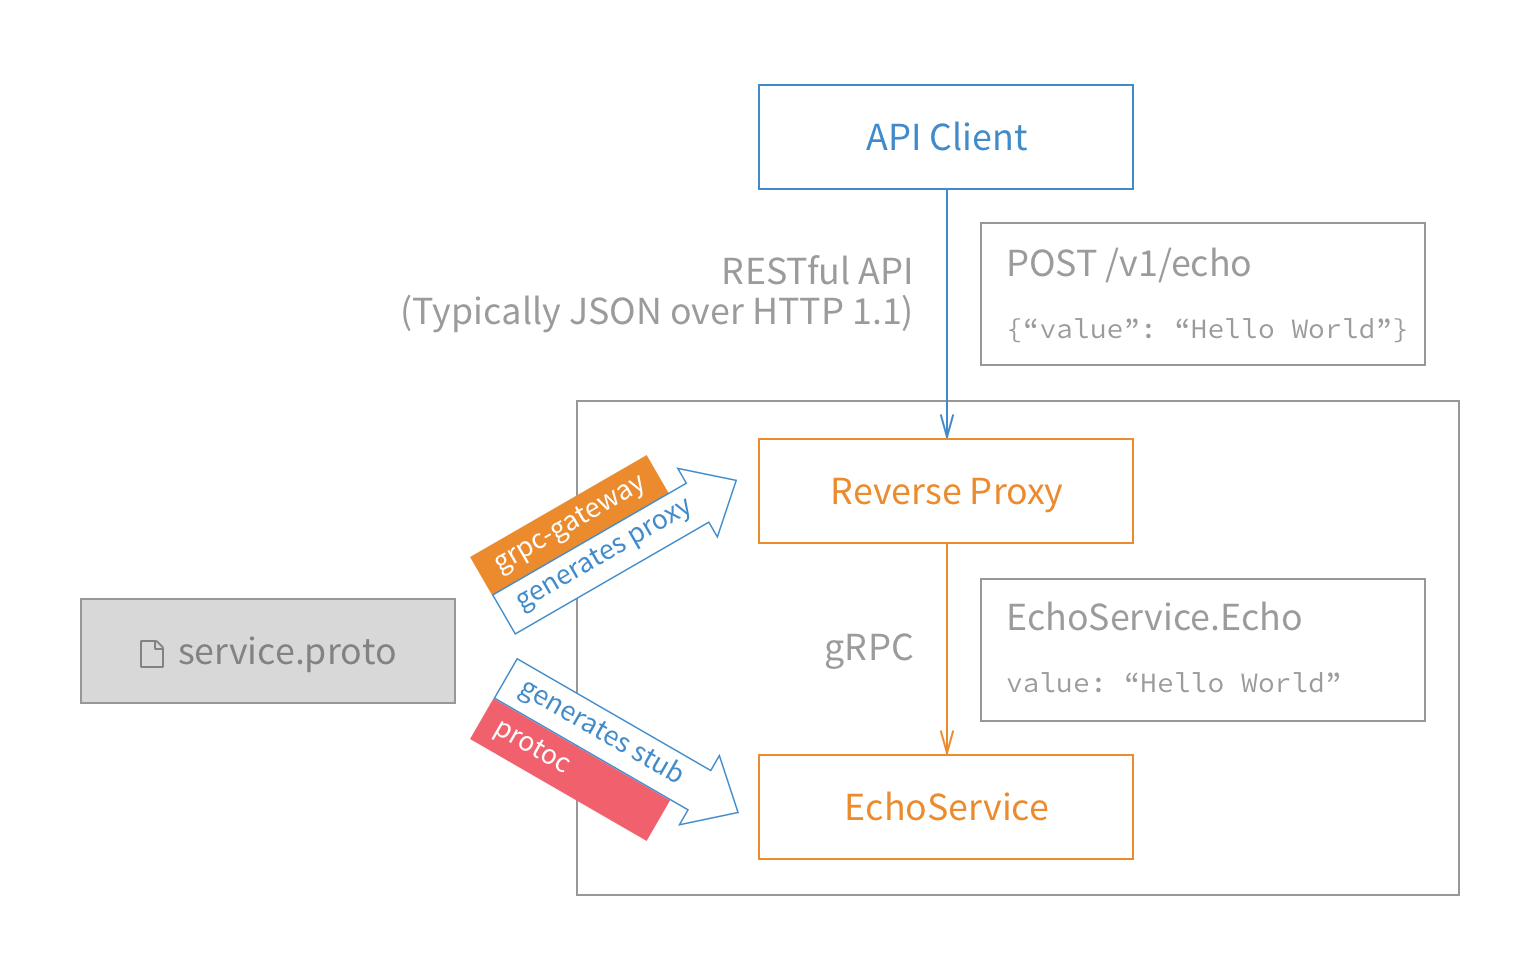 API Client
RESTful API
(Typically JSON over HTTP 1.1)
POST /v1/echo
{“value”: “Hello World”}
Reverse Proxy
grpc-gateway
generates proxy
service.proto
generates stub
protoc
gRPC
EchoService.Echo
value: “Hello World”
EchoService